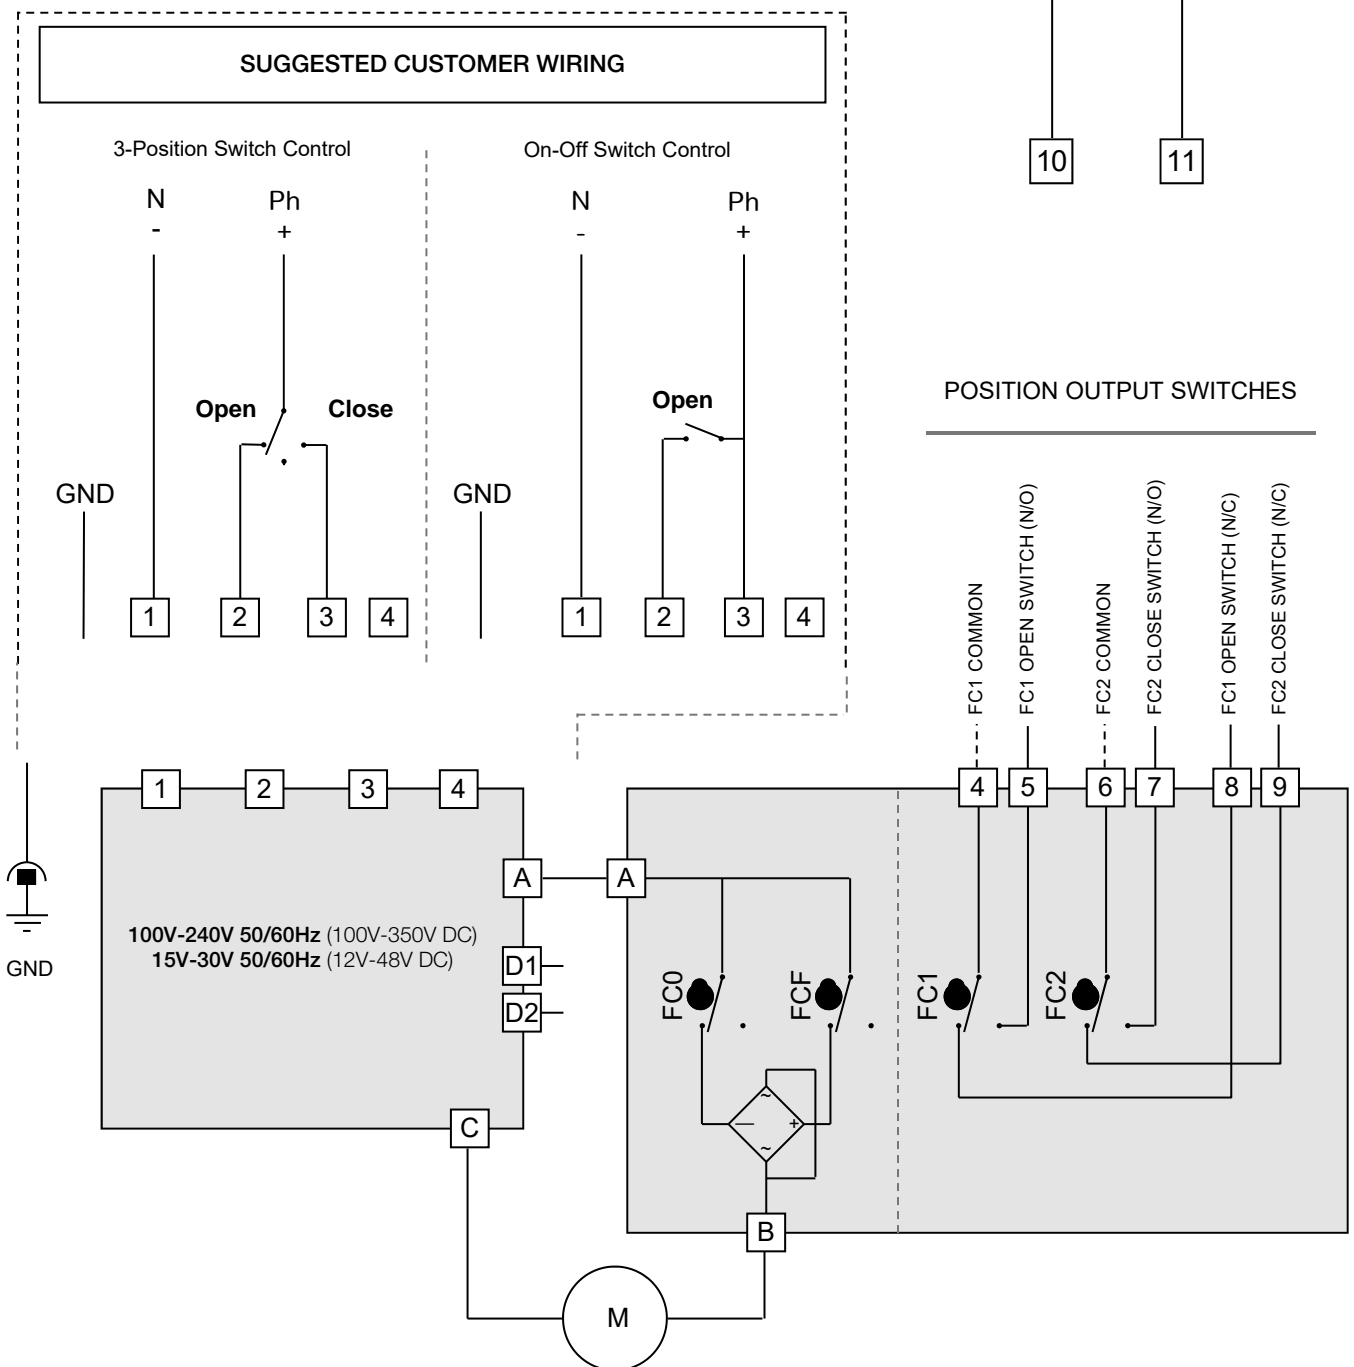 SUGGESTED CUSTOMER WIRING
3-Position Switch Control
N
Ph
-
+
Open
Close
GND
1
2
3
4
On-Off Switch Control
N
Ph
-
+
Open
GND
1
2
3
4
10
11
POSITION OUTPUT SWITCHES
FC1 COMMON
FC1 OPEN SWITCH (N/O)
FC2 COMMON
FC2 CLOSE SWITCH (N/O)
FC1 OPEN SWITCH (N/C)
FC2 CLOSE SWITCH (N/C)
GND
1
2
3
4
100V-240V 50/60Hz (100V-350V DC)
15V-30V 50/60Hz (12V-48V DC)
A
D1
D2
C
A
4
5
6
7
8
9
FC0
FCF
FC1
FC2
~
— +
~
B
M